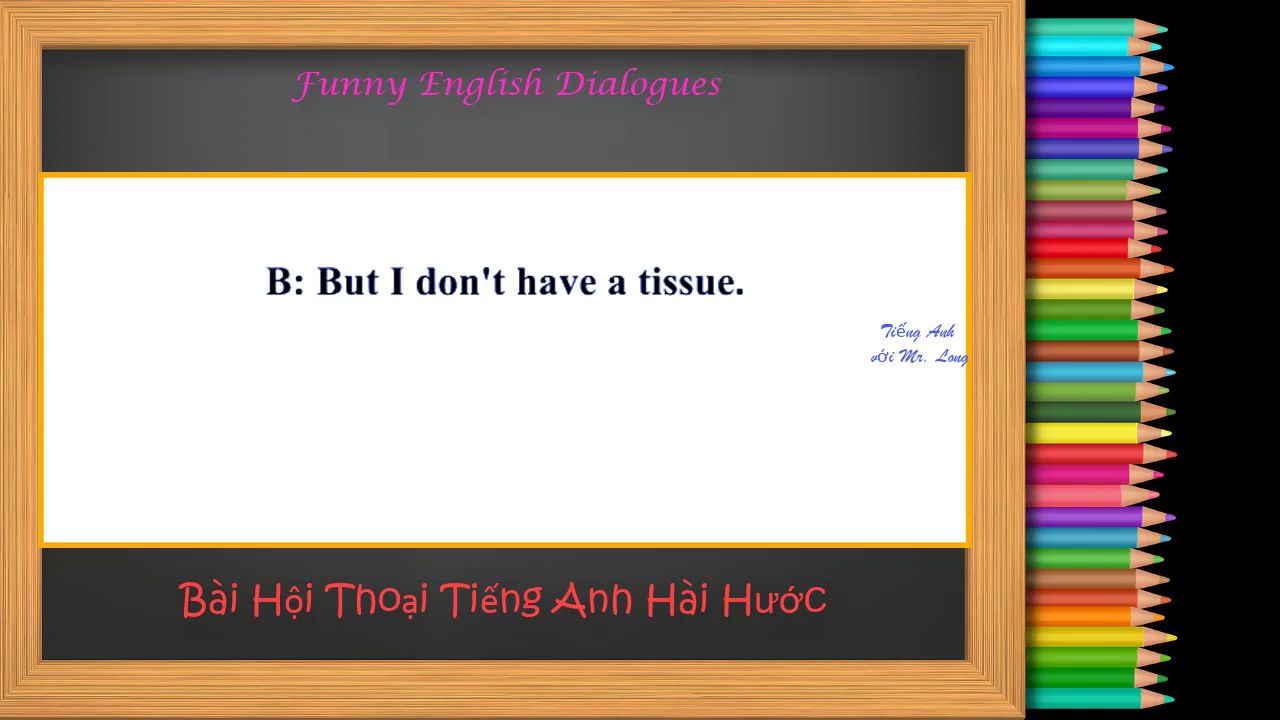 Funny English Dialogues
B: But I don't have a tissue.
Tiếng Anh
với Mr. Long
Bài Hội Thoại Tiếng Anh Hài Hước